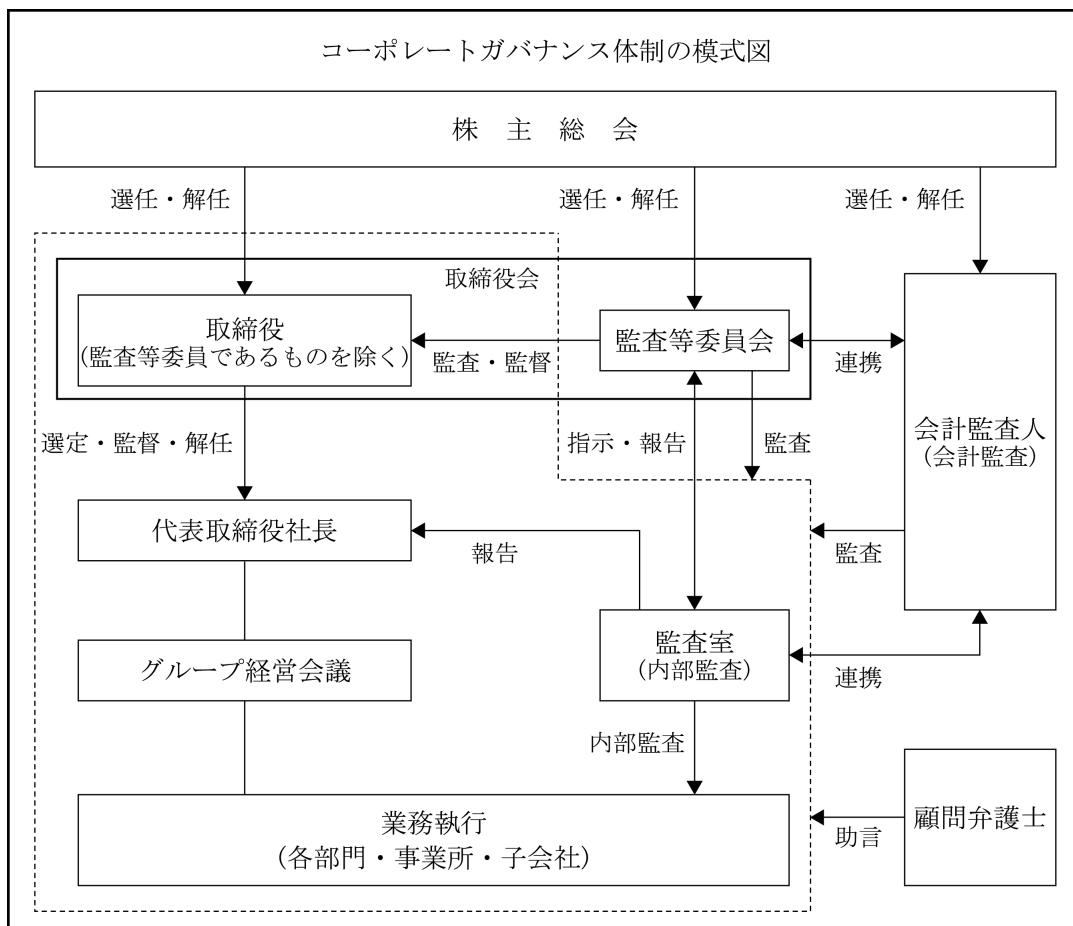 コーポレートガバナンス体制の模式図
株主総会
選任・解任
選任・解任
選任・解任
取締役会
取締役
(監査等委員であるものを除く)
監査・監督
監査等委員会
連携
会計監査人
(会計監査)
選定・監督・解任
指示・報告
監査
代表取締役社長
報告
監査
監査室
(内部監査)
連携
グループ経営会議
内部監査
業務執行
(各部門・事業所・子会社)
助言
顧問弁護士